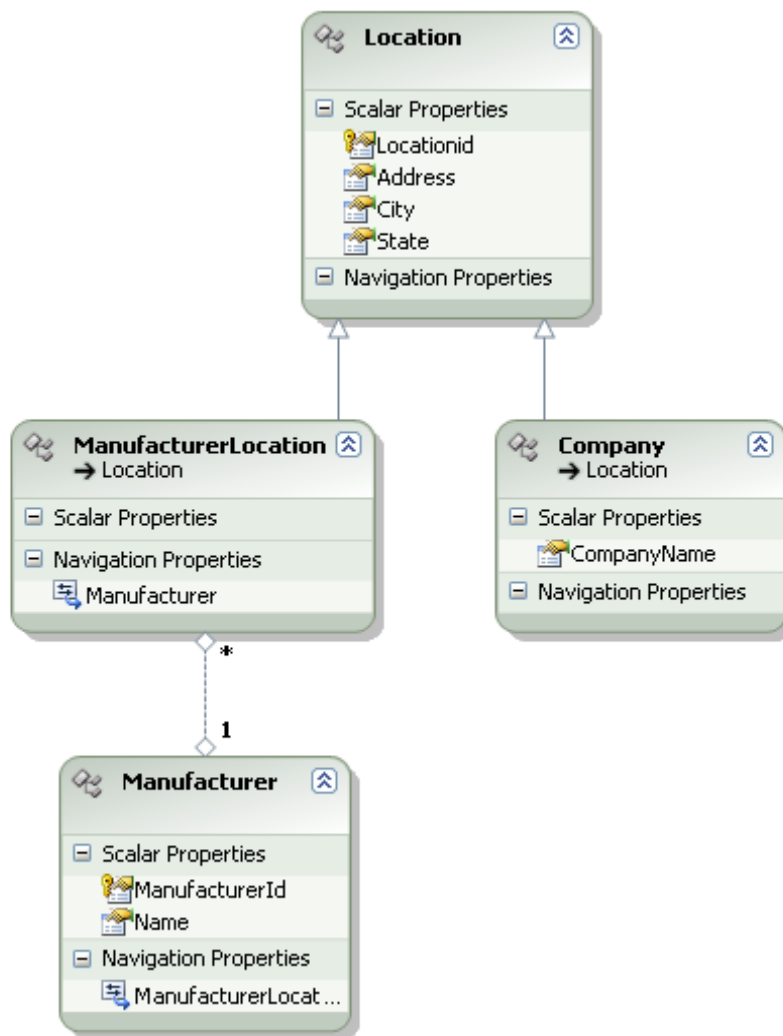 Location
Scalar Properties
Locationid
Address
City
State
Navigation Properties
ManufacturerLocation
Location
Scalar Properties
Navigation Properties
Manufacturer
Company
Location
Scalar Properties
CompanyName
Navigation Properties
*
1
Manufacturer
Scalar Properties
ManufacturerId
Name
Navigation Properties
ManufacturerLocat ...